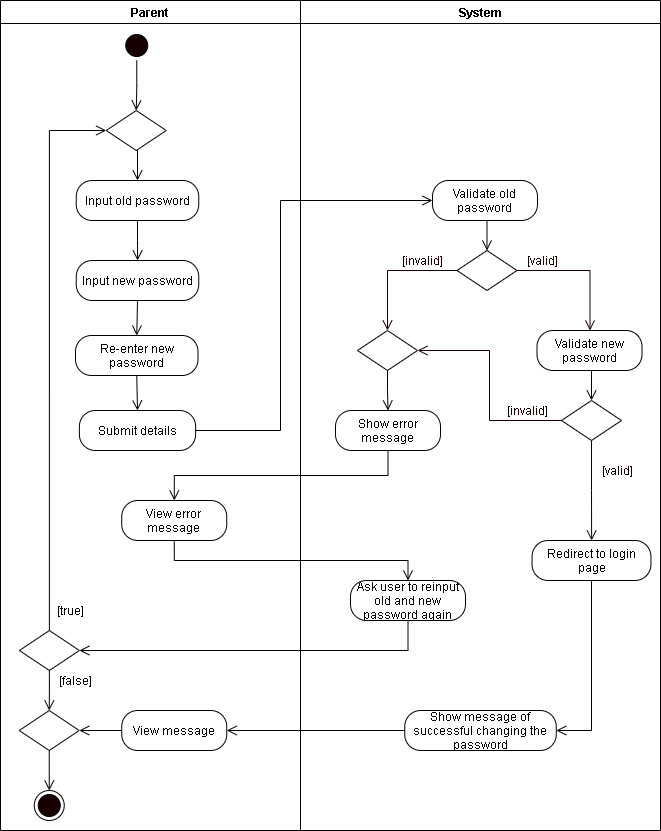 Parent
System
Input old password
Validate old
password
[invalid]
[valid]
Input new password
Re-enter new
password
Validate new
password
[invalid]
Submit details
Show error
message
[valid]
View error
message
Redirect to login
page
Ask user to reinput
old and new
password again
[true]
[false]
View message
Show message of
successful changing the
password